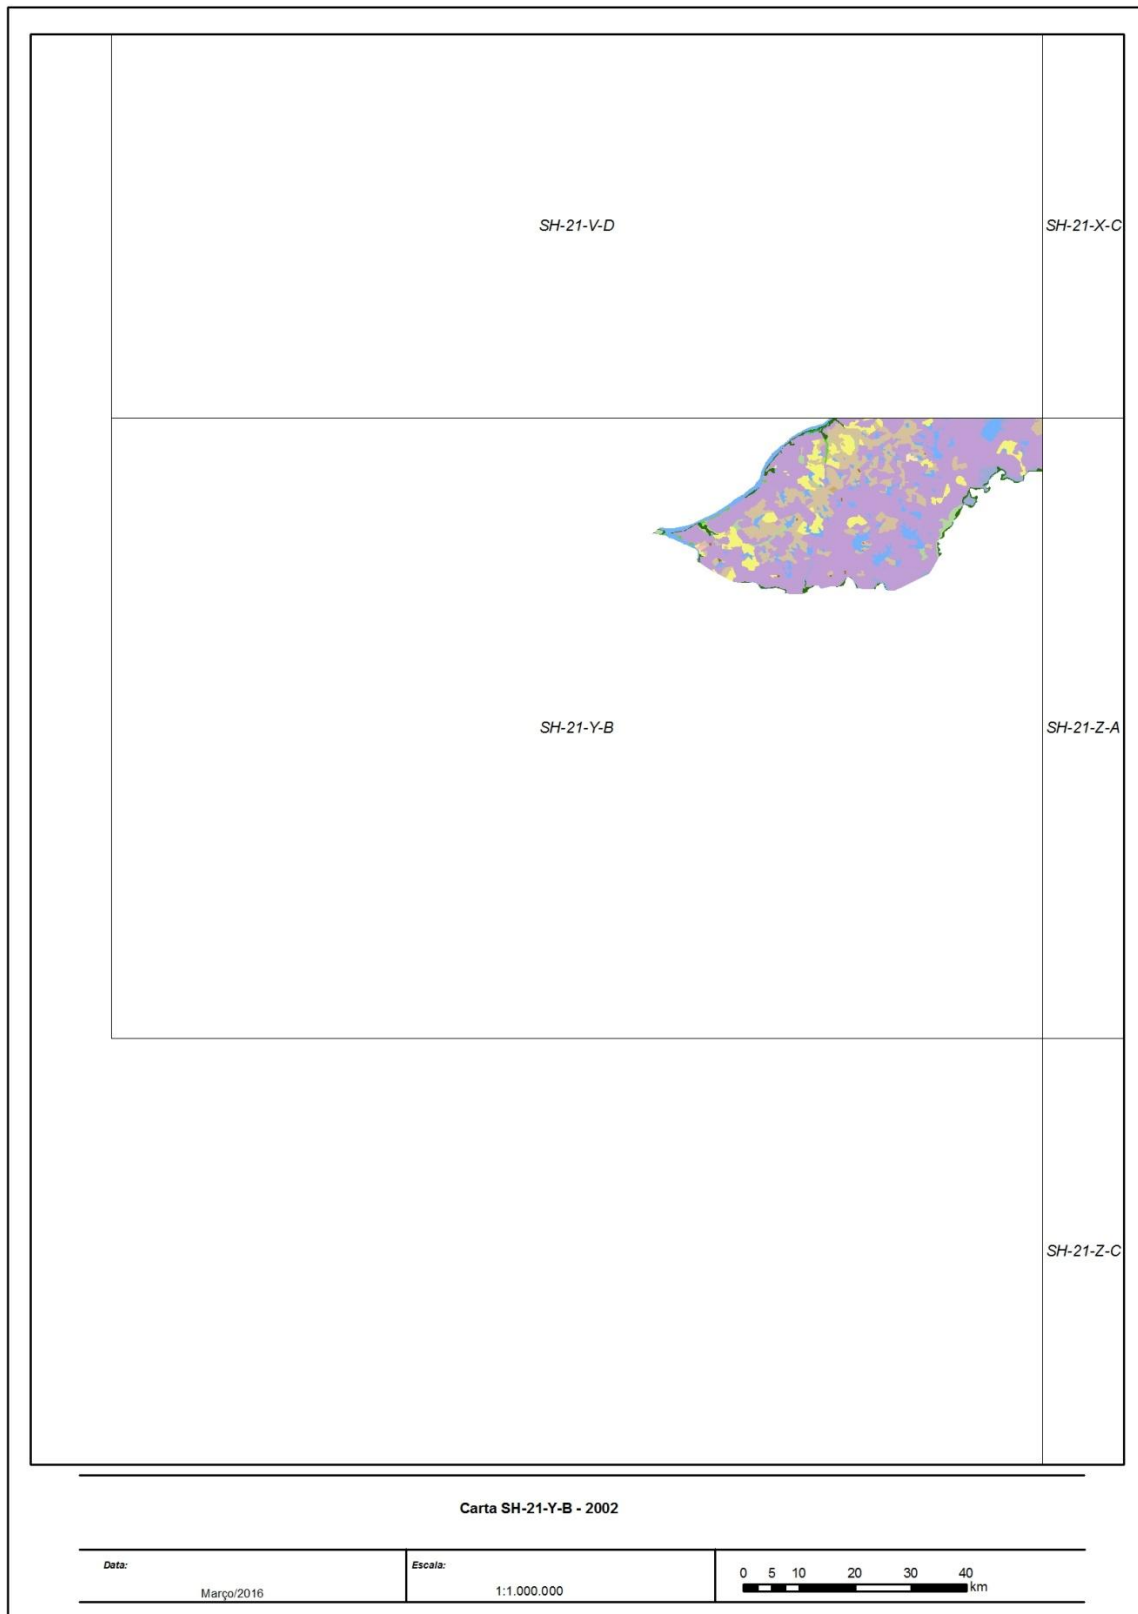 SH-21-V-D
SH-21-X-C
SH-21-Y-B
SH-21-Z-A
SH-21-Z-C
Carta SH-21-Y-B - 2002
Data:
Março/2016
Escala:
1:1.000.000
0 5 10 20 30 40
km